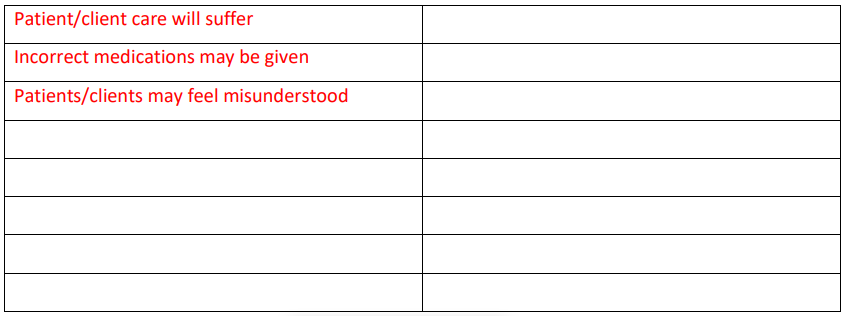 Patient/client care will suffer
Incorrect medications may be given
Patients/clients may feel misunderstood